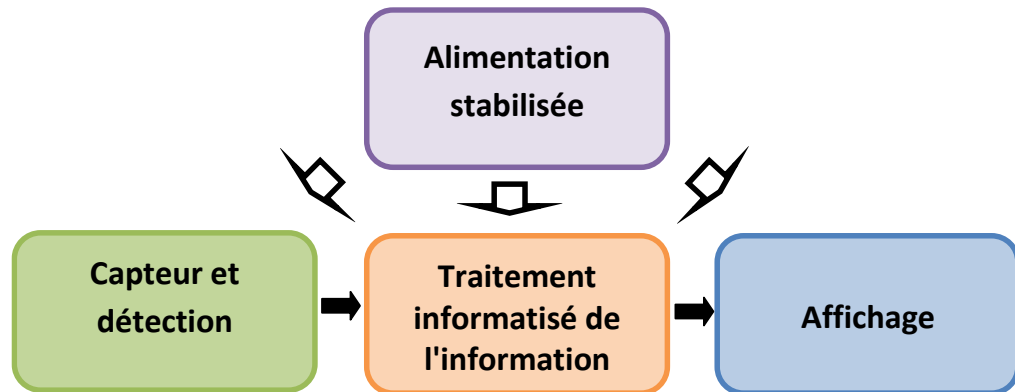 Alimentation
stabilisée
Capteur et
détection
Traitement
informatisé de
l'information
Affichage